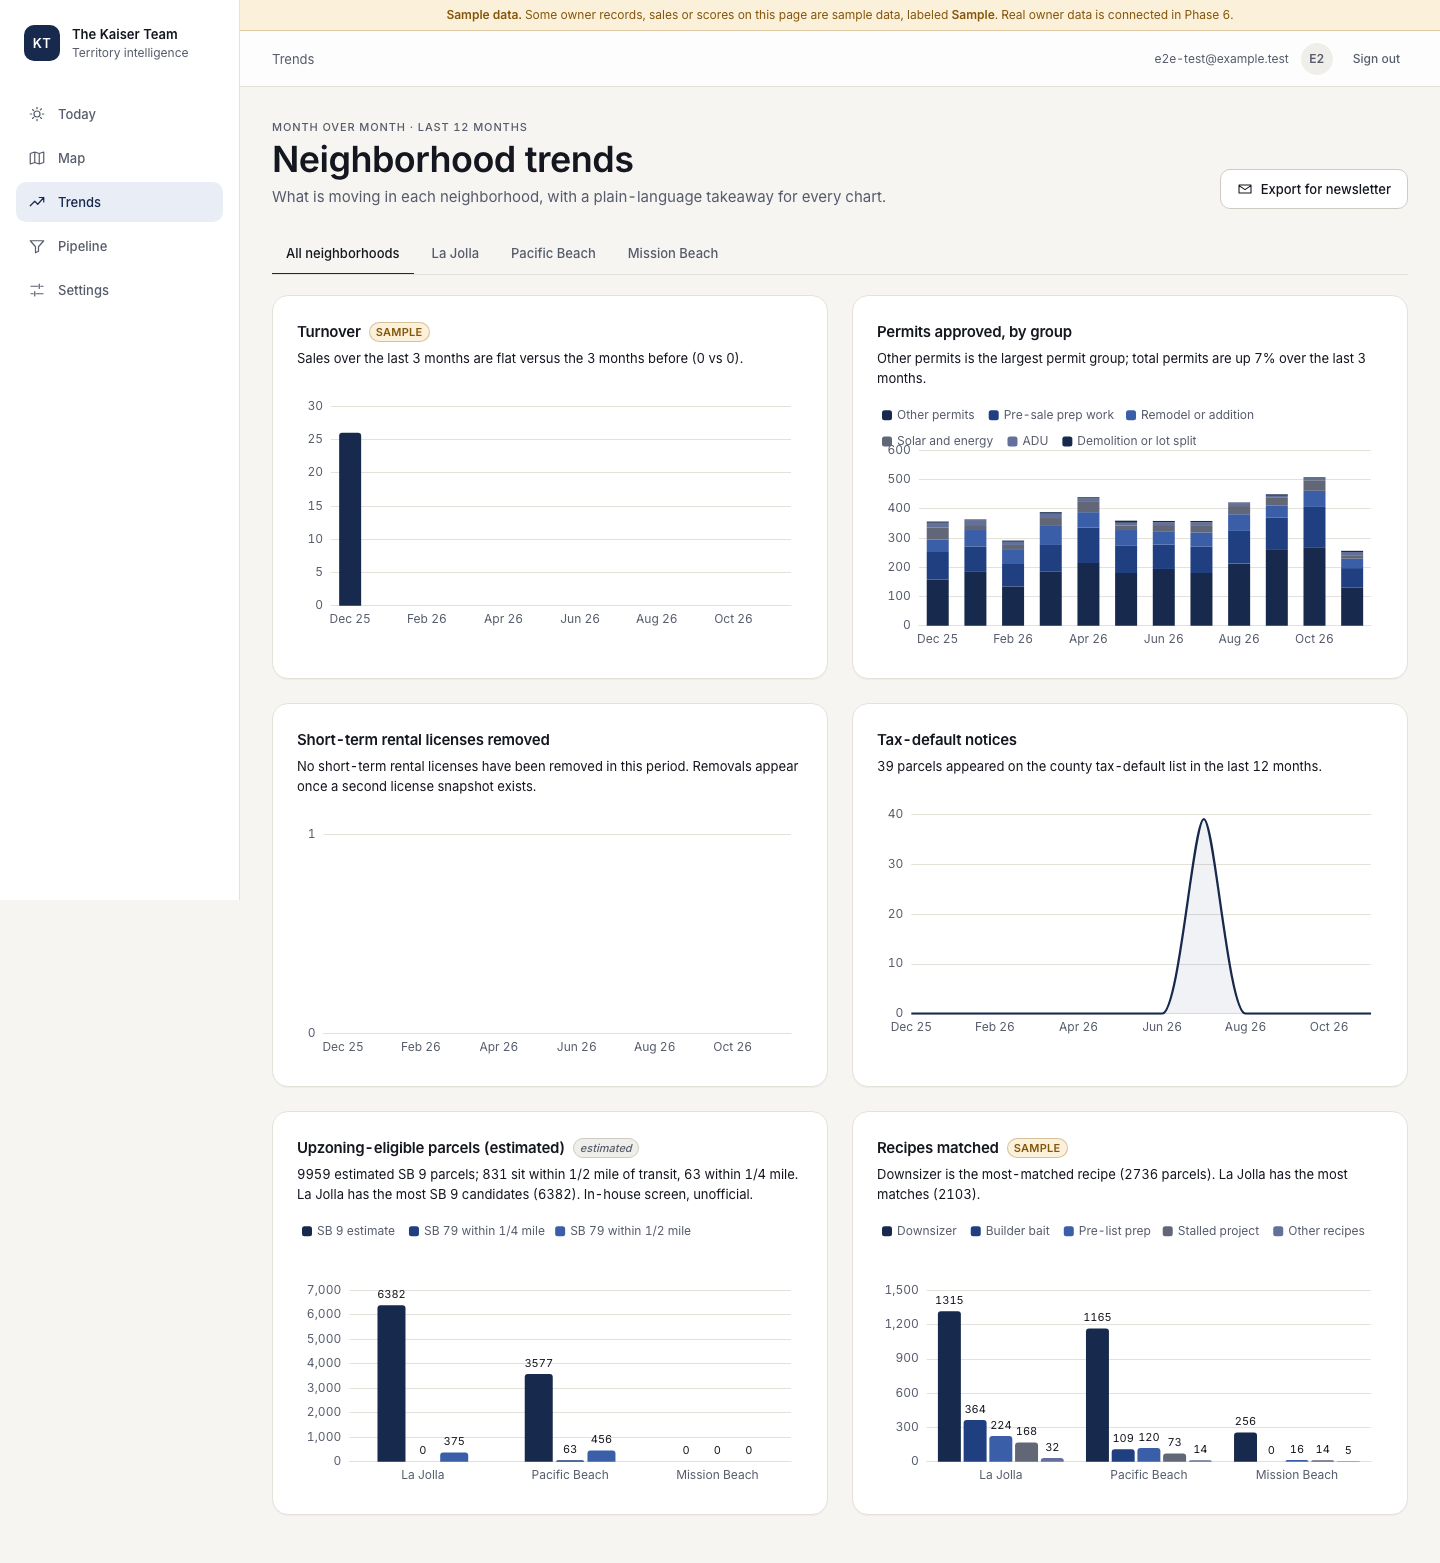 Sample data. Some owner records, sales or scores on this page are sample data, labeled Sample. Real owner data is connected in Phase 6.
KT
The Kaiser Team
Territory intelligence
Today
Map
Trends
Pipeline
Settings
Trends
e2e-test@example.test
E2
Sign out
MONTH OVER MONTH · LAST 12 MONTHS
Neighborhood trends
What is moving in each neighborhood, with a plain-language takeaway for every chart.
Export for newsletter
All neighborhoods
La Jolla
Pacific Beach
Mission Beach
Turnover SAMPLE
Sales over the last 3 months are flat versus the 3 months before (0 vs 0).
30
25
20
15
10
5
0
Dec 25 Feb 26 Apr 26 Jun 26 Aug 26 Oct 26
Permits approved, by group
Other permits is the largest permit group; total permits are up 7% over the last 3
months.
Other permits Pre-sale prep work Remodel or addition
Solar and energy ADU Demolition or lot split
600
500
400
300
200
100
0
Dec 25 Feb 26 Apr 26 Jun 26 Aug 26 Oct 26
Short-term rental licenses removed
No short-term rental licenses have been removed in this period. Removals appear
once a second license snapshot exists.
1
0
Dec 25 Feb 26 Apr 26 Jun 26 Aug 26 Oct 26
Tax-default notices
39 parcels appeared on the county tax-default list in the last 12 months.
40
30
20
10
0
Dec 25 Feb 26 Apr 26 Jun 26 Aug 26 Oct 26
Upzoning-eligible parcels (estimated) estimated
9959 estimated SB 9 parcels; 831 sit within 1/2 mile of transit, 63 within 1/4 mile.
La Jolla has the most SB 9 candidates (6382). In-house screen, unofficial.
SB 9 estimate SB 79 within 1/4 mile SB 79 within 1/2 mile
7,000
6,000
5,000
4,000
3,000
2,000
1,000
0
6382 0 375
3577 63 456
0 0 0
La Jolla Pacific Beach Mission Beach
Recipes matched SAMPLE
Downsizer is the most-matched recipe (2736 parcels). La Jolla has the most
matches (2103).
Downsizer Builder bait Pre-list prep Stalled project Other recipes
1,500
1,200
900
600
300
0
1315 364 224 168 32
1165 109 120 73 14
256 0 16 14 5
La Jolla Pacific Beach Mission Beach